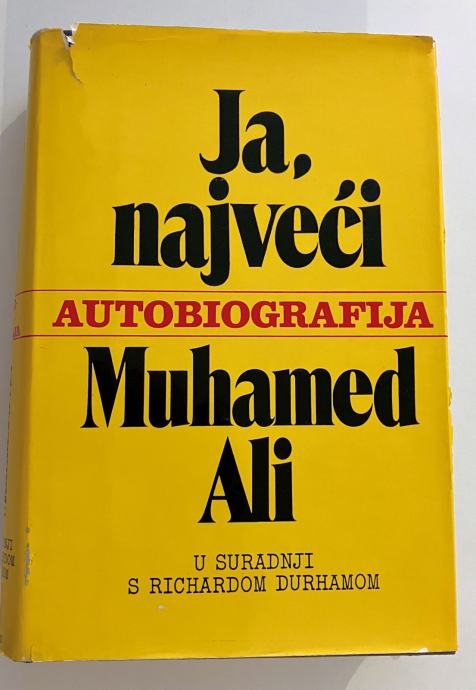 Ja,
najveći
AUTOBIOGRAFIJA
Muhamed
Ali
U SURADNJI
S RICHARDOM DURHAMOM